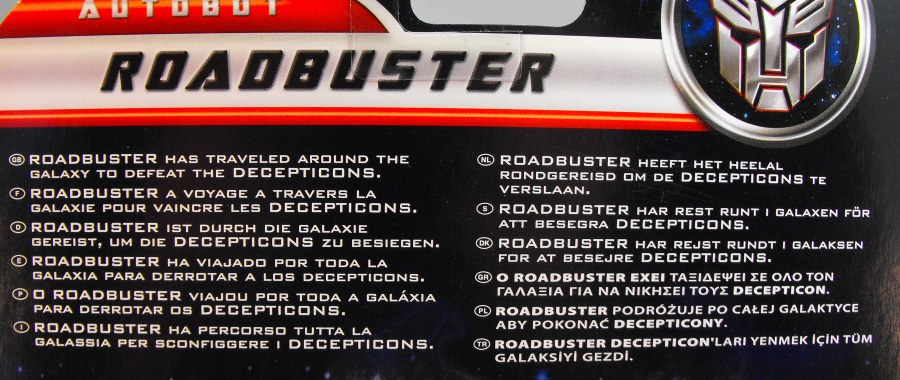 AUTOBOT
ROADBUSTER
GB ROADBUSTER HAS TRAVELED AROUND THE
GALAXY TO DEFEAT THE DECEPTICONS.
F ROADBUSTER A VOYAGE A TRAVERS LA
GALAXIE POUR VAINCRE LES DECEPTICONS.
D ROADBUSTER IST DURCH DIE GALAXIE
GEREIST, UM DIE DECEPTICONS ZU BESIEGEN.
E ROADBUSTER HA VIAJADO POR TODA LA
GALAXIA PARA DERROTAR A LOS DECEPTICONS.
P O ROADBUSTER VIAJOU POR TODA A GALÁXIA
PARA DERROTAR OS DECEPTICONS.
I ROADBUSTER HA PERCORSO TUTTA LA
GALASSIA PER SCONFIGGERE I DECEPTICONS.
NL ROADBUSTER HEEFT HET HEELAL
RONDGEREISD OM DE DECEPTICONS TE
VERSLAAN.
S ROADBUSTER HAR REST RUNT I GALAXEN FÖR
ATT BESEGRA DECEPTICONS.
DK ROADBUSTER HAR REJST RUNDT I GALAKSEN
FOR AT BESEJRE DECEPTICONS.
GR Ο ROADBUSTER ΕΧΕΙ ΤΑΞΙΔΕΨΕΙ ΣΕ ΟΛΟ ΤΟΝ
ΓΑΛΑΞΙΑ ΓΙΑ ΝΑ ΝΙΚΗΣΕΙ ΤΟΥΣ DECEPTICON.
PL ROADBUSTER PODRÓŻUJE PO CAŁEJ GALAKTYCE
ABY POKONAĆ DECEPTICONY.
TR ROADBUSTER DECEPTICON'LARI YENMEK İÇİN TÜM
GALAKSİYİ GEZDİ.